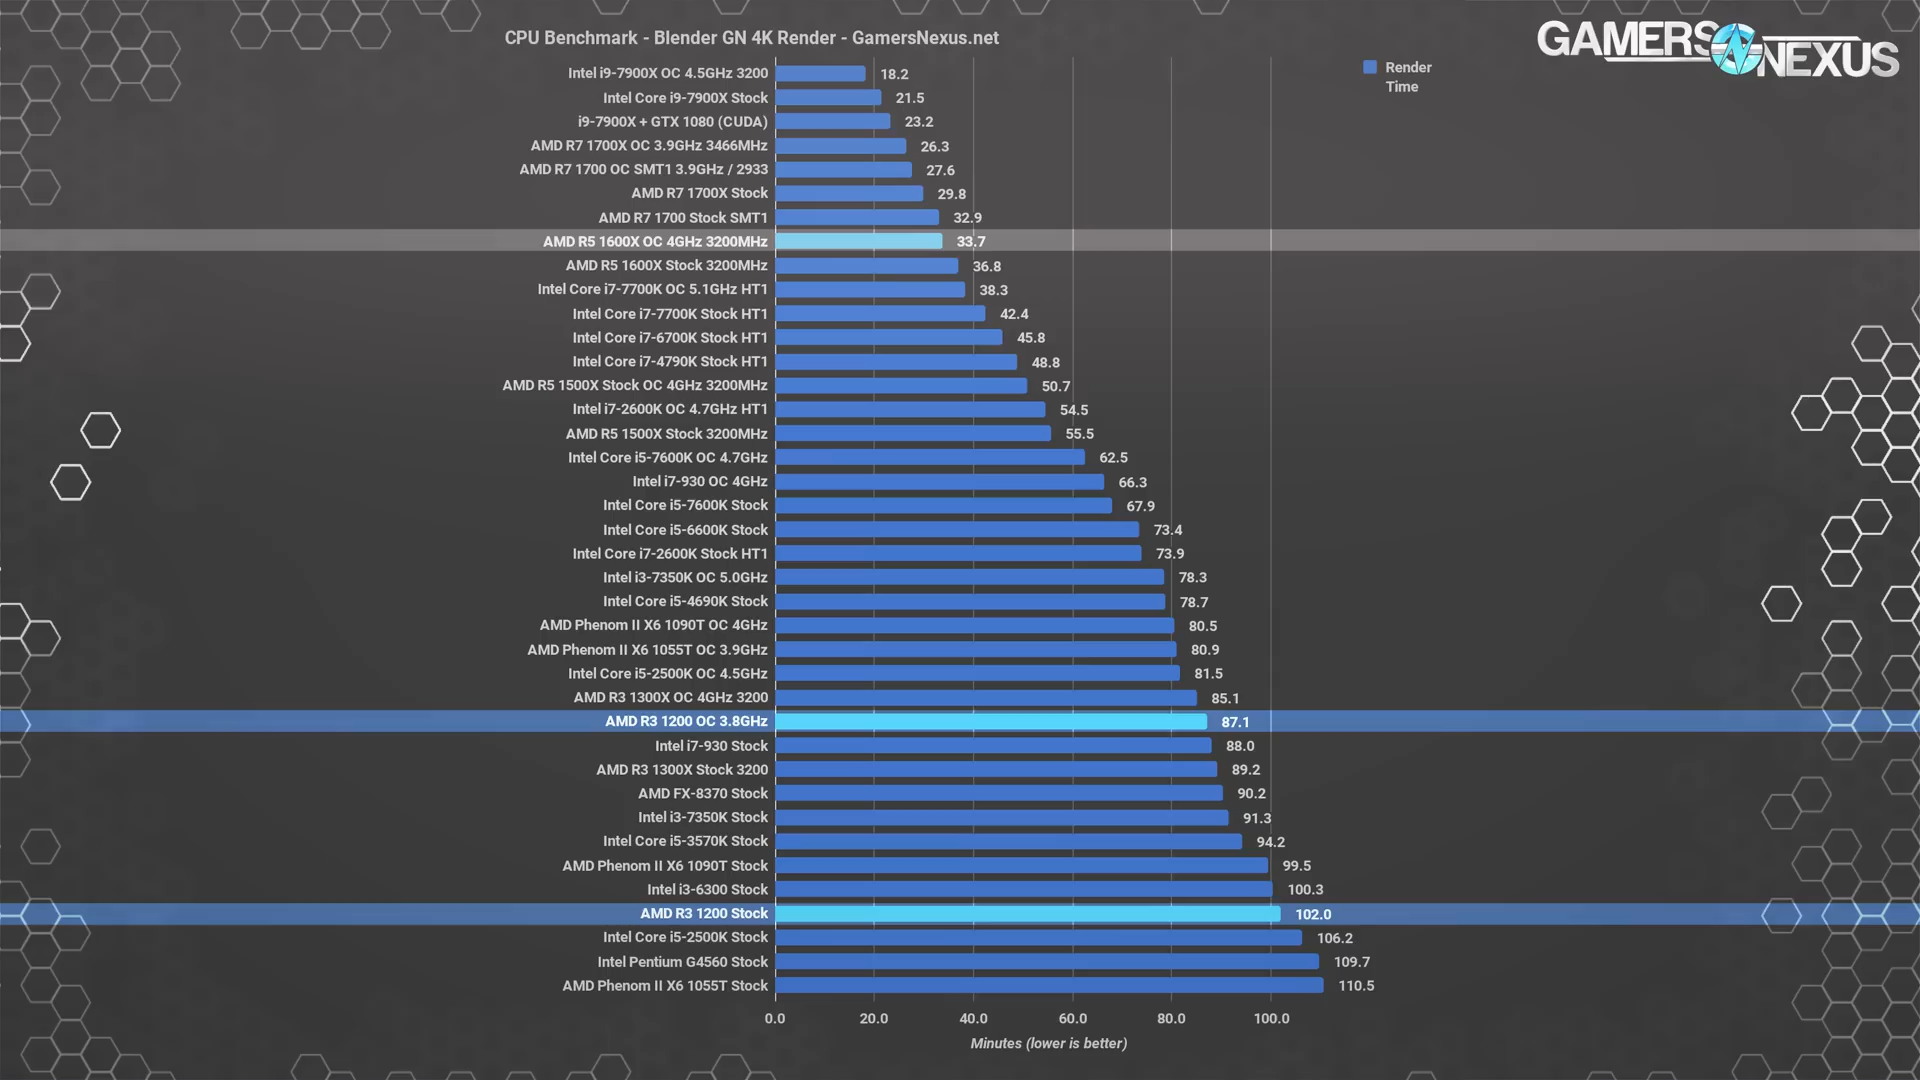 CPU Benchmark - Blender GN 4K Render - GamersNexus.net
GAMERS NEXUS
Render
Time
Intel i9-7900X OC 4.5GHz 3200 18.2
Intel Core i9-7900X Stock 21.5
i9-7900X + GTX 1080 (CUDA) 23.2
AMD R7 1700X OC 3.9GHz 3466MHz 26.3
AMD R7 1700 OC SMT1 3.9GHz / 2933 27.6
AMD R7 1700X Stock 29.8
AMD R7 1700 Stock SMT1 32.9
AMD R5 1600X OC 4GHz 3200MHz 33.7
AMD R5 1600X Stock 3200MHz 36.8
Intel Core i7-7700K OC 5.1GHz HT1 38.3
Intel Core i7-7700K Stock HT1 42.4
Intel Core i7-6700K Stock HT1 45.8
Intel Core i7-4790K Stock HT1 48.8
AMD R5 1500X Stock OC 4GHz 3200MHz 50.7
Intel i7-2600K OC 4.7GHz HT1 54.5
AMD R5 1500X Stock 3200MHz 55.5
Intel Core i5-7600K OC 4.7GHz 62.5
Intel i7-930 OC 4GHz 66.3
Intel Core i5-7600K Stock 67.9
Intel Core i5-6600K Stock 73.4
Intel Core i7-2600K Stock HT1 73.9
Intel i3-7350K OC 5.0GHz 78.3
Intel Core i5-4690K Stock 78.7
AMD Phenom II X6 1090T OC 4GHz 80.5
AMD Phenom II X6 1055T OC 3.9GHz 80.9
Intel Core i5-2500K OC 4.5GHz 81.5
AMD R3 1300X OC 4GHz 3200 85.1
AMD R3 1200 OC 3.8GHz 87.1
Intel i7-930 Stock 88.0
AMD R3 1300X Stock 3200 89.2
AMD FX-8370 Stock 90.2
Intel i3-7350K Stock 91.3
Intel Core i5-3570K Stock 94.2
AMD Phenom II X6 1090T Stock 99.5
Intel i3-6300 Stock 100.3
AMD R3 1200 Stock 102.0
Intel Core i5-2500K Stock 106.2
Intel Pentium G4560 Stock 109.7
AMD Phenom II X6 1055T Stock 110.5
0.0 20.0 40.0 60.0 80.0 100.0
Minutes (lower is better)